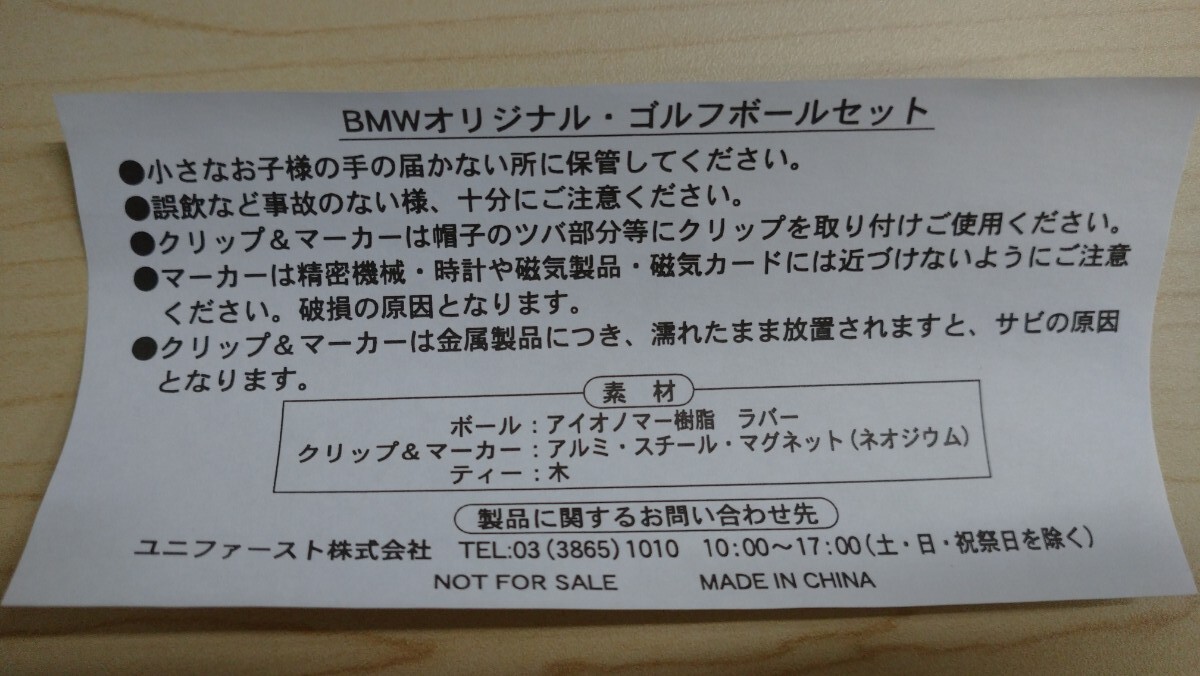 BMWオリジナル・ゴルフボールセット
●小さなお子様の手の届かない所に保管してください。
●誤飲など事故のない様、十分にご注意ください。
●クリップ＆マーカーは帽子のツバ部分等にクリップを取り付けご使用ください。
●マーカーは精密機械・時計や磁気製品・磁気カードには近づけないようにご注意
ください。破損の原因となります。
●クリップ＆マーカーは金属製品につき、濡れたまま放置されますと、サビの原因
となります。
素 材
ボール：アイオノマー樹脂 ラバー
クリップ＆マーカー：アルミ・スチール・マグネット（ネオジウム）
ティー：木
製品に関するお問い合わせ先
ユニファースト株式会社 TEL:03(3865)1010 10:00～17:00(土・日・祝祭日を除く)
NOT FOR SALE MADE IN CHINA